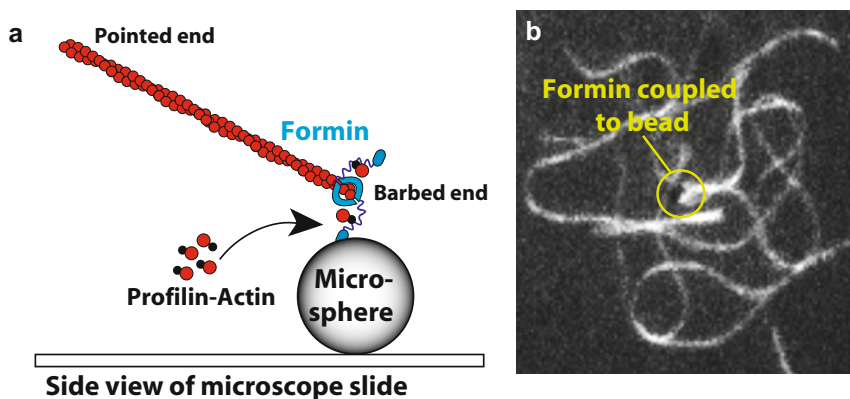 a
Pointed end
Formin
Barbed end
Profilin-Actin
Micro-
sphere
Side view of microscope slide
b
Formin coupled
to bead